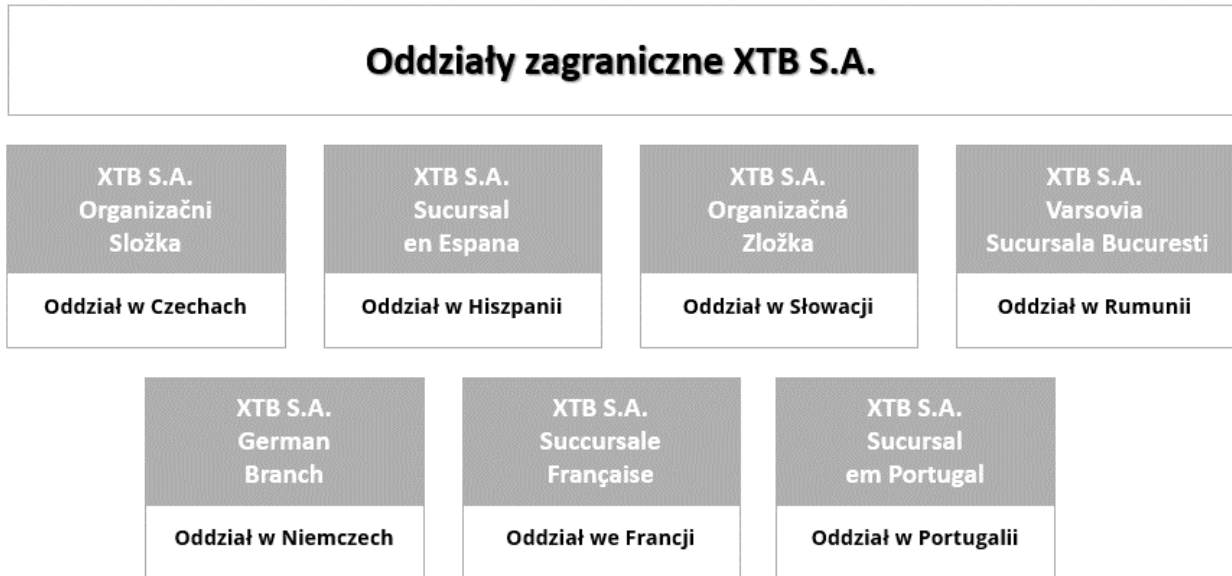 Oddziały zagraniczne XTB S.A.
XTB S.A.
Organizačni
Složka
Oddział w Czechach
XTB S.A.
Sucursal
en Espana
Oddział w Hiszpanii
XTB S.A.
Organizačná
Zložka
Oddział w Słowacji
XTB S.A.
Varsovia
Sucursala Bucuresti
Oddział w Rumunii
XTB S.A.
German
Branch
Oddział w Niemczech
XTB S.A.
Succursale
Française
Oddział we Francji
XTB S.A.
Sucursal
em Portugal
Oddział w Portugalii